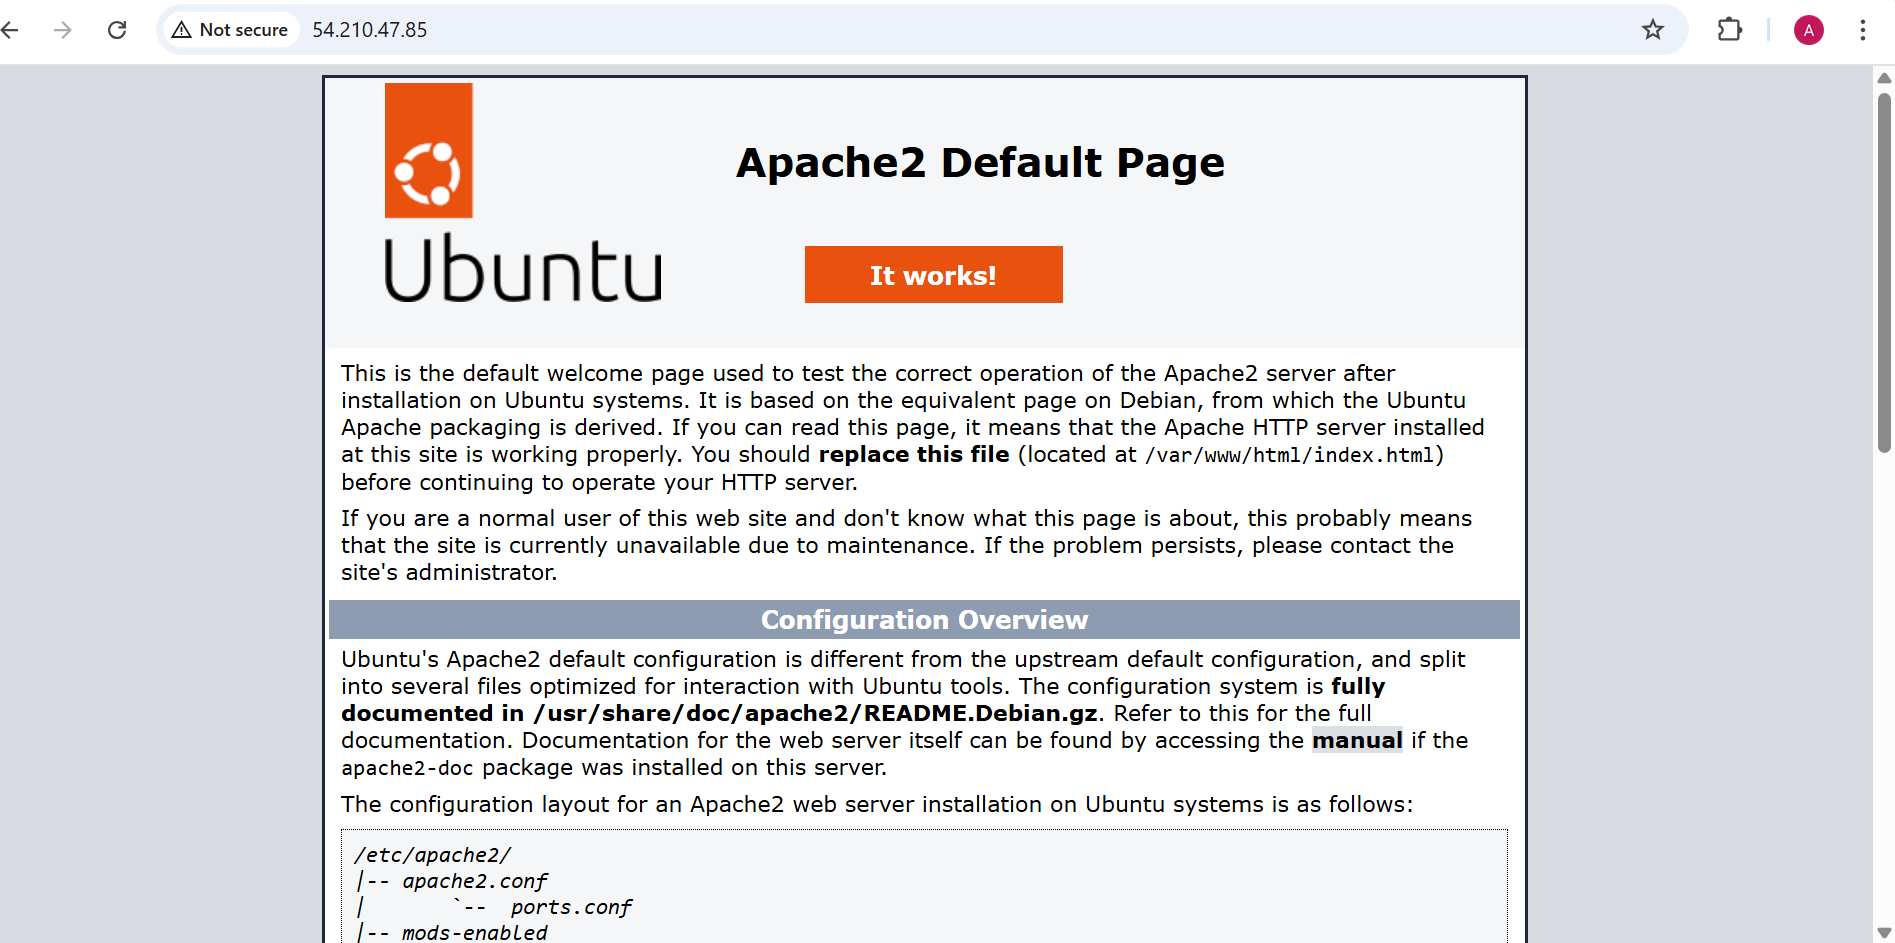 Not secure 54.210.47.85 A
Apache2 Default Page
Ubuntu
It works!
This is the default welcome page used to test the correct operation of the Apache2 server after
installation on Ubuntu systems. It is based on the equivalent page on Debian, from which the Ubuntu
Apache packaging is derived. If you can read this page, it means that the Apache HTTP server installed
at this site is working properly. You should replace this file (located at /var/www/html/index.html)
before continuing to operate your HTTP server.
If you are a normal user of this web site and don't know what this page is about, this probably means
that the site is currently unavailable due to maintenance. If the problem persists, please contact the
site's administrator.
Configuration Overview
Ubuntu's Apache2 default configuration is different from the upstream default configuration, and split
into several files optimized for interaction with Ubuntu tools. The configuration system is fully
documented in /usr/share/doc/apache2/README.Debian.gz. Refer to this for the full
documentation. Documentation for the web server itself can be found by accessing the manual if the
apache2-doc package was installed on this server.
The configuration layout for an Apache2 web server installation on Ubuntu systems is as follows:
/etc/apache2/
|-- apache2.conf
|       `--  ports.conf
|-- mods-enabled